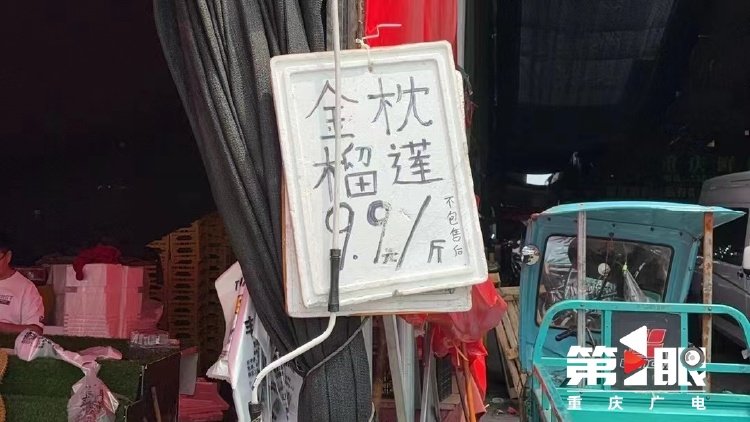 金枕
榴莲
9.9元/斤
不包售后
第1眼
重庆广电